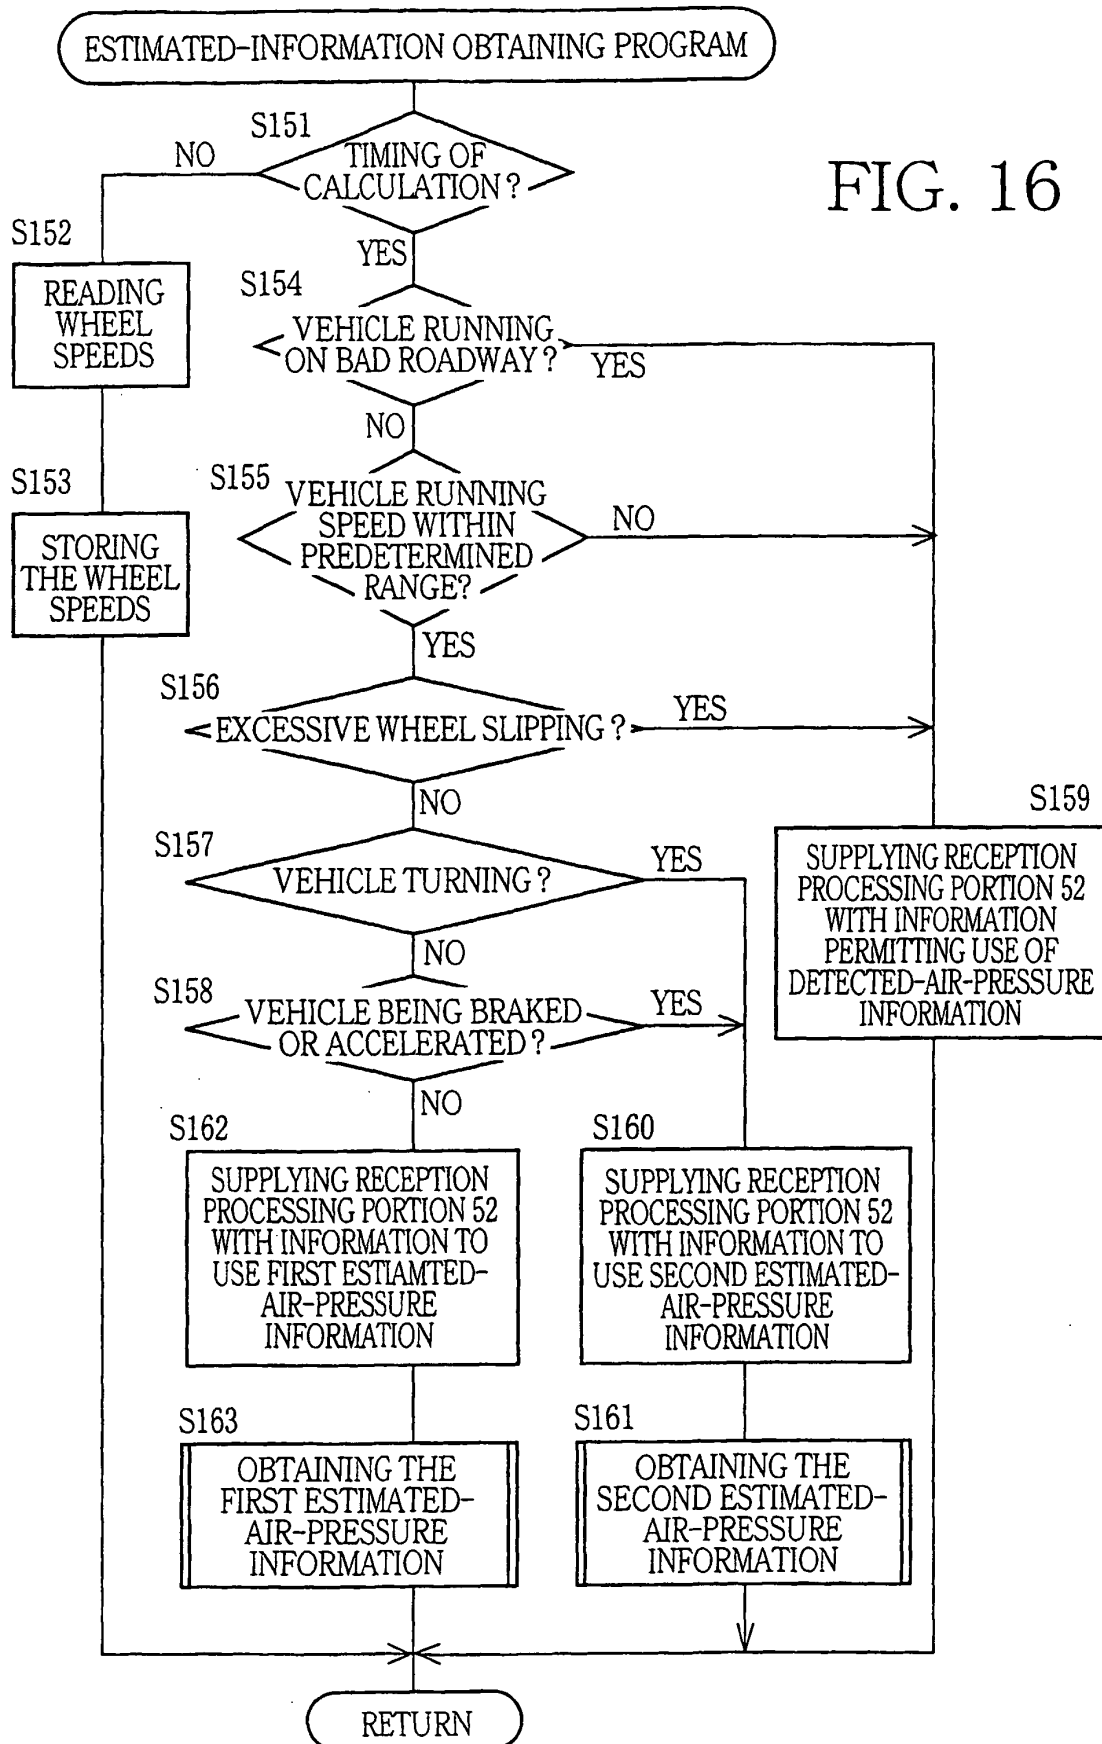 ESTIMATED-INFORMATION OBTAINING PROGRAM
FIG. 16
S151
TIMING OF
CALCULATION?
NO
YES
S152
READING
WHEEL
SPEEDS
S153
STORING
THE WHEEL
SPEEDS
S154
VEHICLE RUNNING
ON BAD ROADWAY?
YES
NO
S155
VEHICLE RUNNING
SPEED WITHIN
PREDETERMINED
RANGE?
NO
YES
S156
EXCESSIVE WHEEL SLIPPING?
YES
NO
S157
VEHICLE TURNING?
YES
NO
S158
VEHICLE BEING BRAKED
OR ACCELERATED?
YES
NO
S159
SUPPLYING RECEPTION
PROCESSING PORTION 52
WITH INFORMATION
PERMITTING USE OF
DETECTED-AIR-PRESSURE
INFORMATION
S162
SUPPLYING RECEPTION
PROCESSING PORTION 52
WITH INFORMATION TO
USE FIRST ESTIAMTED-
AIR-PRESSURE
INFORMATION
S160
SUPPLYING RECEPTION
PROCESSING PORTION 52
WITH INFORMATION TO
USE SECOND ESTIMATED-
AIR-PRESSURE
INFORMATION
S163
OBTAINING THE
FIRST ESTIMATED-
AIR-PRESSURE
INFORMATION
S161
OBTAINING THE
SECOND ESTIMATED-
AIR-PRESSURE
INFORMATION
RETURN